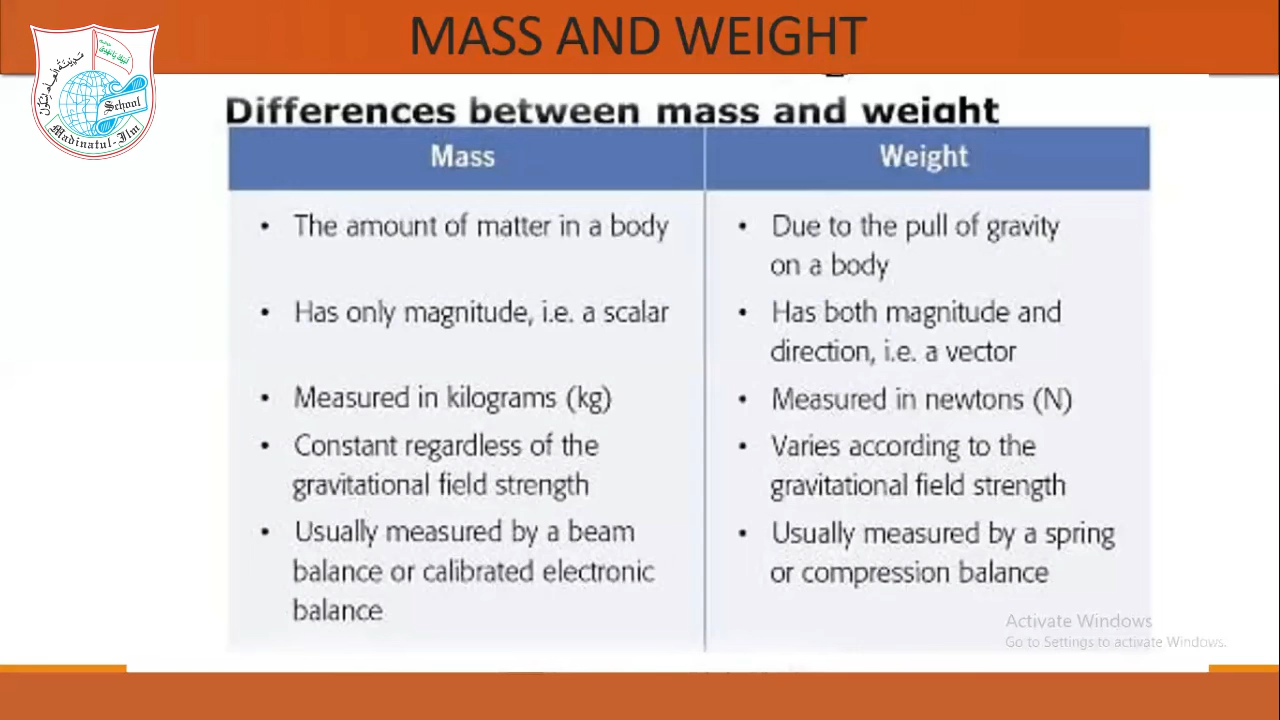 MASS AND WEIGHT
School
Madinatul-Ilm
Differences between mass and weight
Mass
Weight
• The amount of matter in a body
• Due to the pull of gravity
on a body
• Has only magnitude, i.e. a scalar
• Has both magnitude and
direction, i.e. a vector
• Measured in kilograms (kg)
• Measured in newtons (N)
• Constant regardless of the
gravitational field strength
• Varies according to the
gravitational field strength
• Usually measured by a beam
balance or calibrated electronic
balance
• Usually measured by a spring
or compression balance
Activate Windows
Go to Settings to activate Windows.